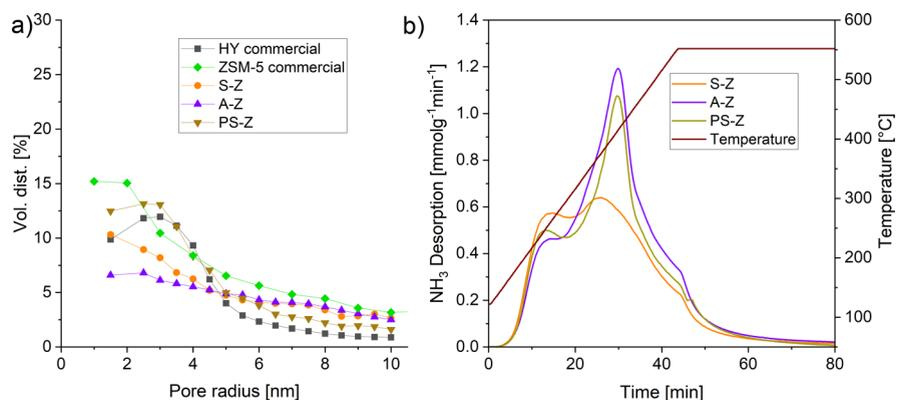 a)
Vol. dist. [%]
30
25
20
15
10
5
0
0 2 4 6 8 10
Pore radius [nm]
HY commercial
ZSM-5 commercial
S-Z
A-Z
PS-Z
b)
NH3 Desorption [mmolg-1min-1]
1.4
1.2
1.0
0.8
0.6
0.4
0.2
0.0
0 20 40 60 80
Time [min]
S-Z
A-Z
PS-Z
Temperature
600
500
400
300
200
100
Temperature [°C]